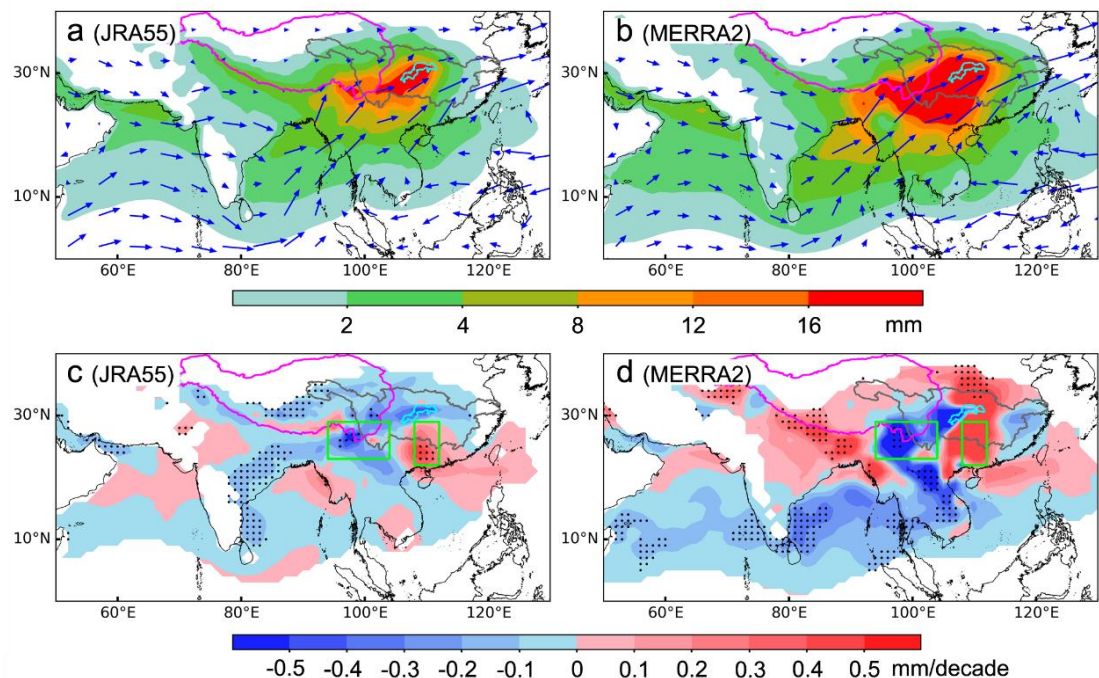 a (JRA55)
b (MERRA2)
30°N
30°N
10°N
10°N
60°E 80°E 100°E 120°E
60°E 80°E 100°E 120°E
2 4 8 12 16 mm
c (JRA55)
d (MERRA2)
30°N
30°N
10°N
10°N
60°E 80°E 100°E 120°E
60°E 80°E 100°E 120°E
-0.5 -0.4 -0.3 -0.2 -0.1 0 0.1 0.2 0.3 0.4 0.5 mm/decade